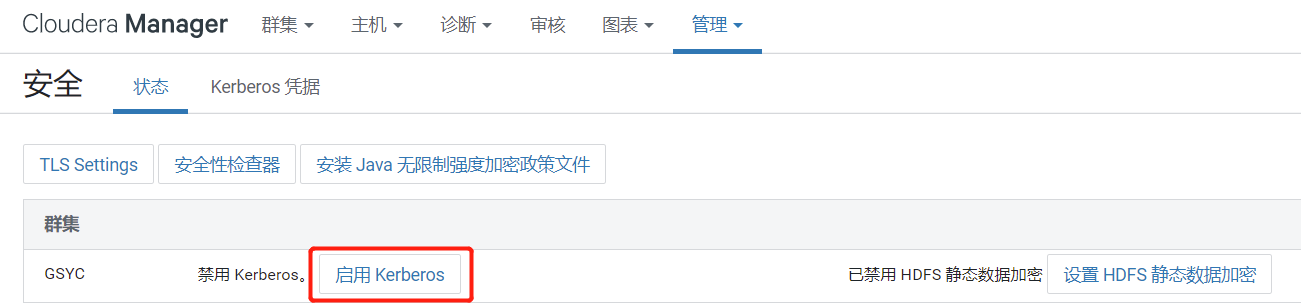 Cloudera Manager 群集 主机 诊断 审核 图表 管理
安全 状态 Kerberos 凭据
TLS Settings 安全性检查器 安装 Java 无限制强度加密政策文件
群集
GSYC 禁用 Kerberos。 启用 Kerberos 已禁用 HDFS 静态数据加密 设置 HDFS 静态数据加密